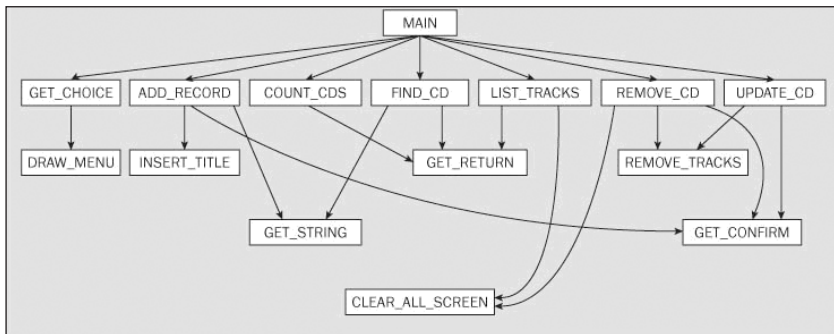 MAIN
GET_CHOICE
ADD_RECORD
COUNT_CDS
FIND_CD
LIST_TRACKS
REMOVE_CD
UPDATE_CD
DRAW_MENU
INSERT_TITLE
GET_RETURN
REMOVE_TRACKS
GET_STRING
GET_CONFIRM
CLEAR_ALL_SCREEN